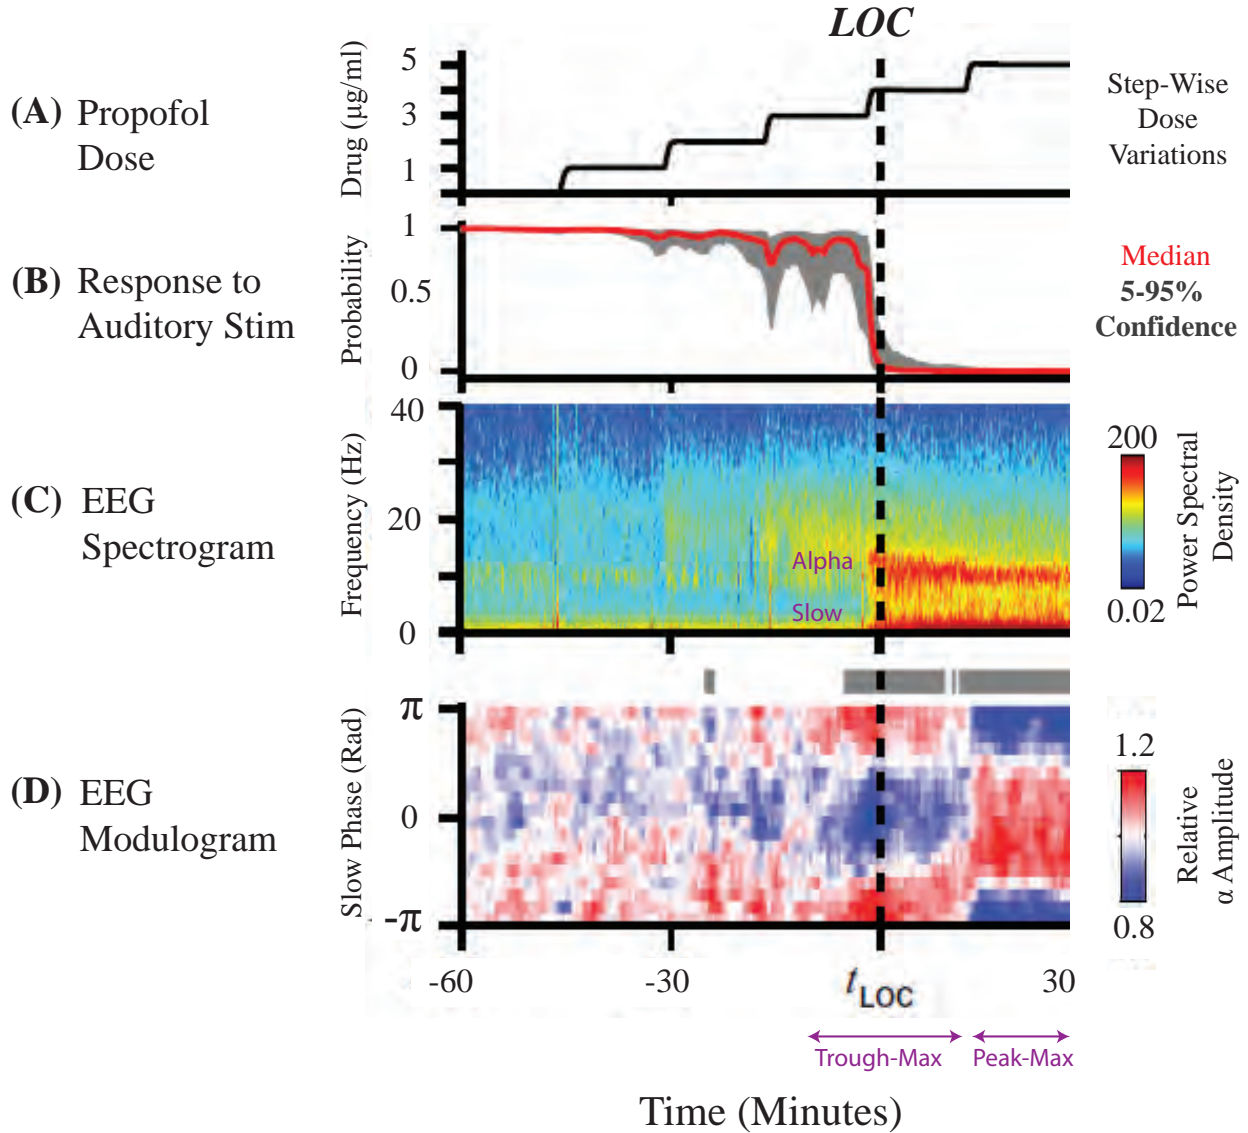 LOC
(A) Propofol
Dose
Drug (µg/ml)
5
3
1
Step-Wise
Dose
Variations
(B) Response to
Auditory Stim
Probability
1
0.5
0
Median
5-95%
Confidence
(C) EEG
Spectrogram
Frequency (Hz)
40
20
0
Alpha
Slow
200
0.02
Power Spectral
Density
(D) EEG
Modulogram
Slow Phase (Rad)
π
0
-π
1.2
0.8
Relative
α Amplitude
-60
-30
tLOC
30
Trough-Max
Peak-Max
Time (Minutes)